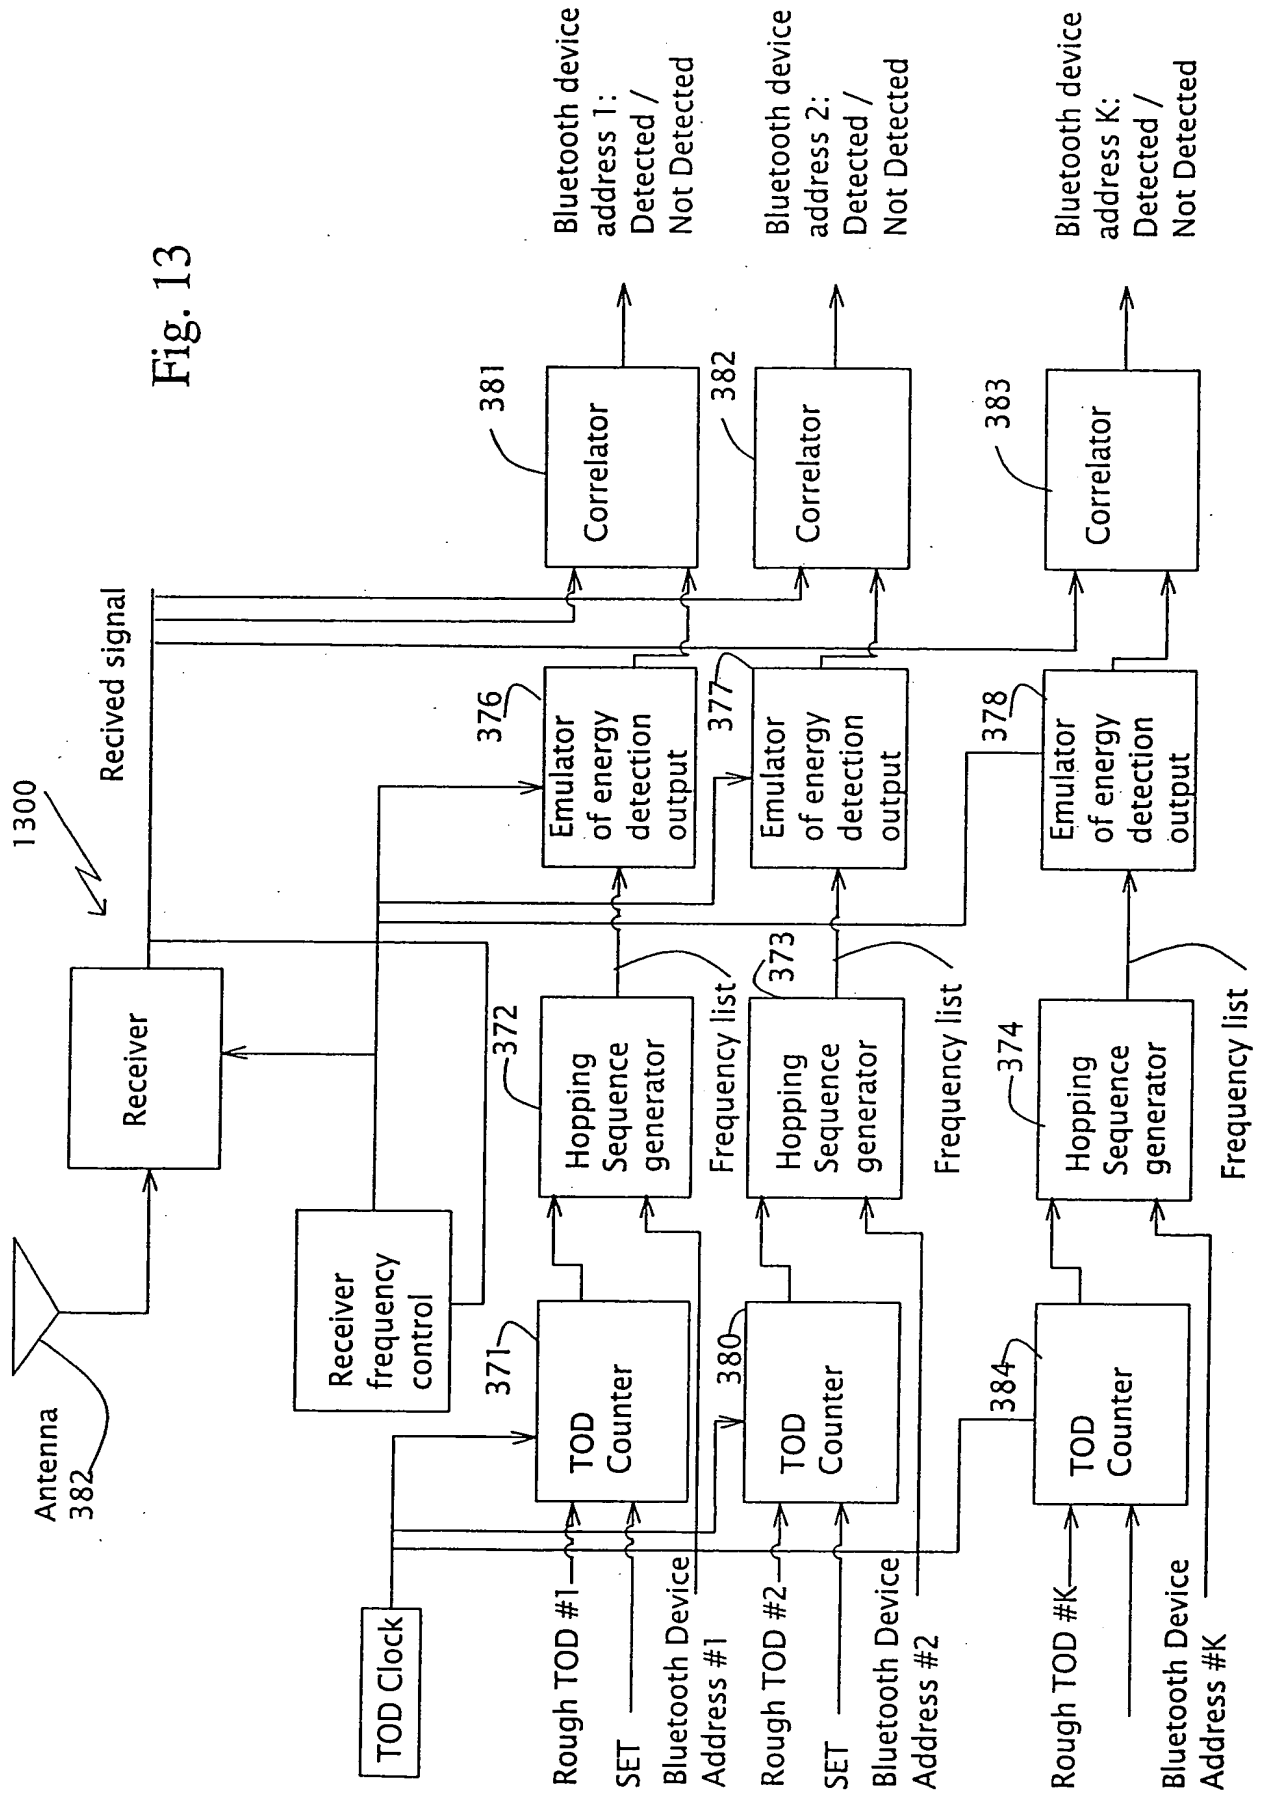 Fig. 13
1300
Antenna
382
Receiver
Recived signal
Receiver
frequency
control
TOD Clock
371
TOD
Counter
372
Hopping
Sequence
generator
376
Emulator
of energy
detection
output
381
Correlator
Bluetooth device
address 1:
Detected /
Not Detected
Rough TOD #1
SET
Bluetooth Device
Address #1
Frequency list
380
TOD
Counter
373
Hopping
Sequence
generator
377
Emulator
of energy
detection
output
382
Correlator
Bluetooth device
address 2:
Detected /
Not Detected
Rough TOD #2
SET
Bluetooth Device
Address #2
Frequency list
384
TOD
Counter
374
Hopping
Sequence
generator
378
Emulator
of energy
detection
output
383
Correlator
Bluetooth device
address K:
Detected /
Not Detected
Rough TOD #K
Bluetooth Device
Address #K
Frequency list